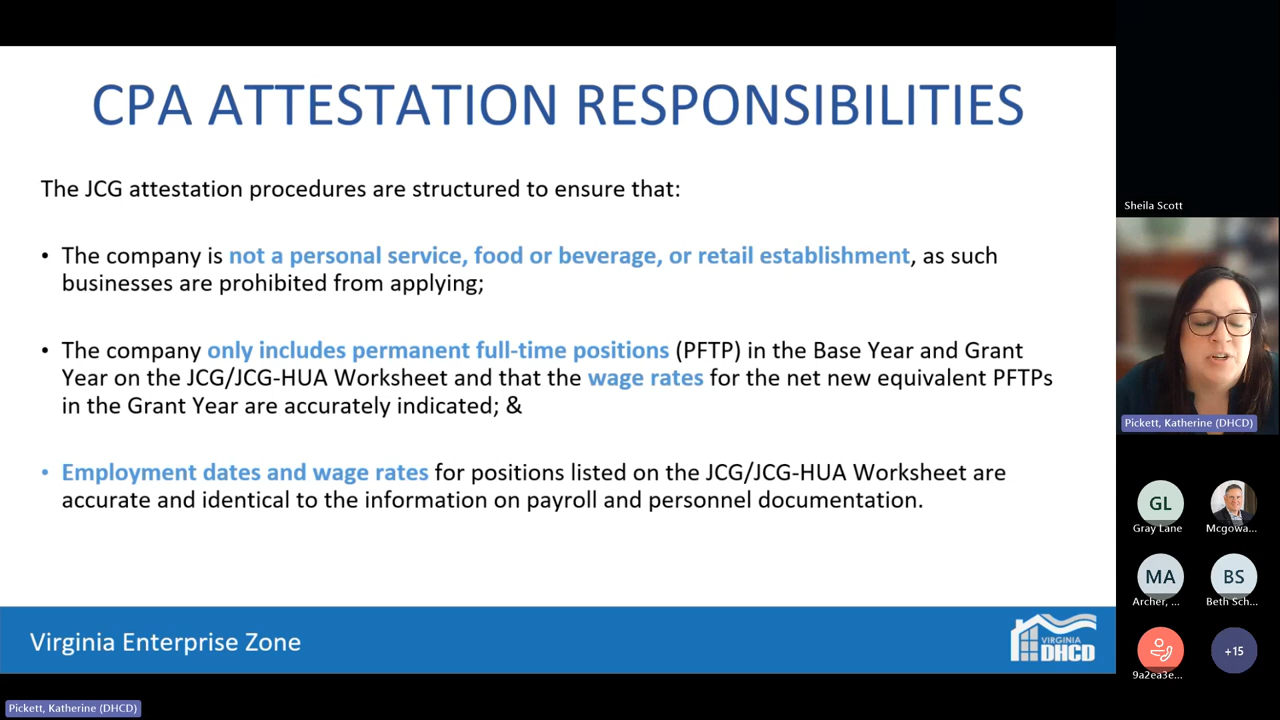 CPA ATTESTATION RESPONSIBILITIES
The JCG attestation procedures are structured to ensure that:
• The company is not a personal service, food or beverage, or retail establishment, as such
businesses are prohibited from applying;
• The company only includes permanent full-time positions (PFTP) in the Base Year and Grant
Year on the JCG/JCG-HUA Worksheet and that the wage rates for the net new equivalent PFTPs
in the Grant Year are accurately indicated; &
• Employment dates and wage rates for positions listed on the JCG/JCG-HUA Worksheet are
accurate and identical to the information on payroll and personnel documentation.
Virginia Enterprise Zone
VIRGINIA
DHCD
Pickett, Katherine (DHCD)
Sheila Scott
Pickett, Katherine (DHCD)
GL
Gray Lane
Mcgowa...
MA
Archer, ...
BS
Beth Sch...
9a2ea3e...
+15